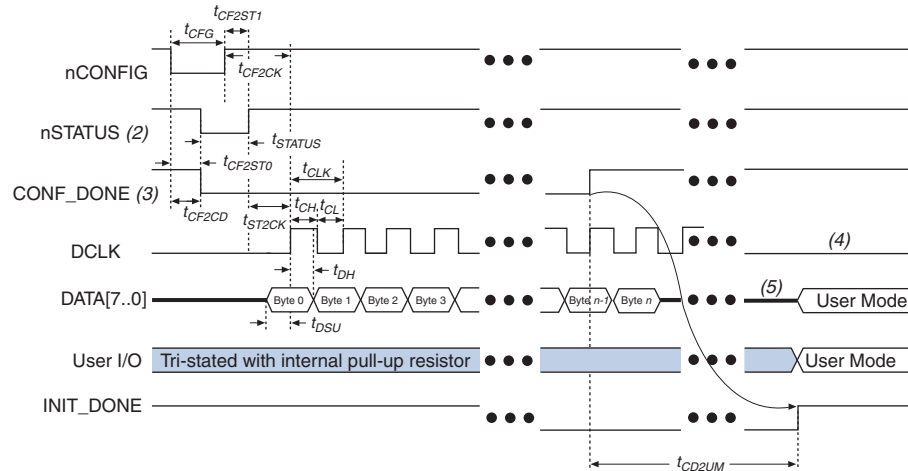 tCF2ST1
tCFG
tCF2CK
nCONFIG
nSTATUS (2)
tSTATUS
tCF2ST0
tCLK
CONF_DONE (3)
tCH tCL
tCF2CD
tST2CK
DCLK
(4)
tDH
DATA[7..0]
Byte 0 Byte 1 Byte 2 Byte 3
Byte n-1 Byte n
(5)
User Mode
tDSU
User I/O
Tri-stated with internal pull-up resistor
User Mode
INIT_DONE
tCD2UM